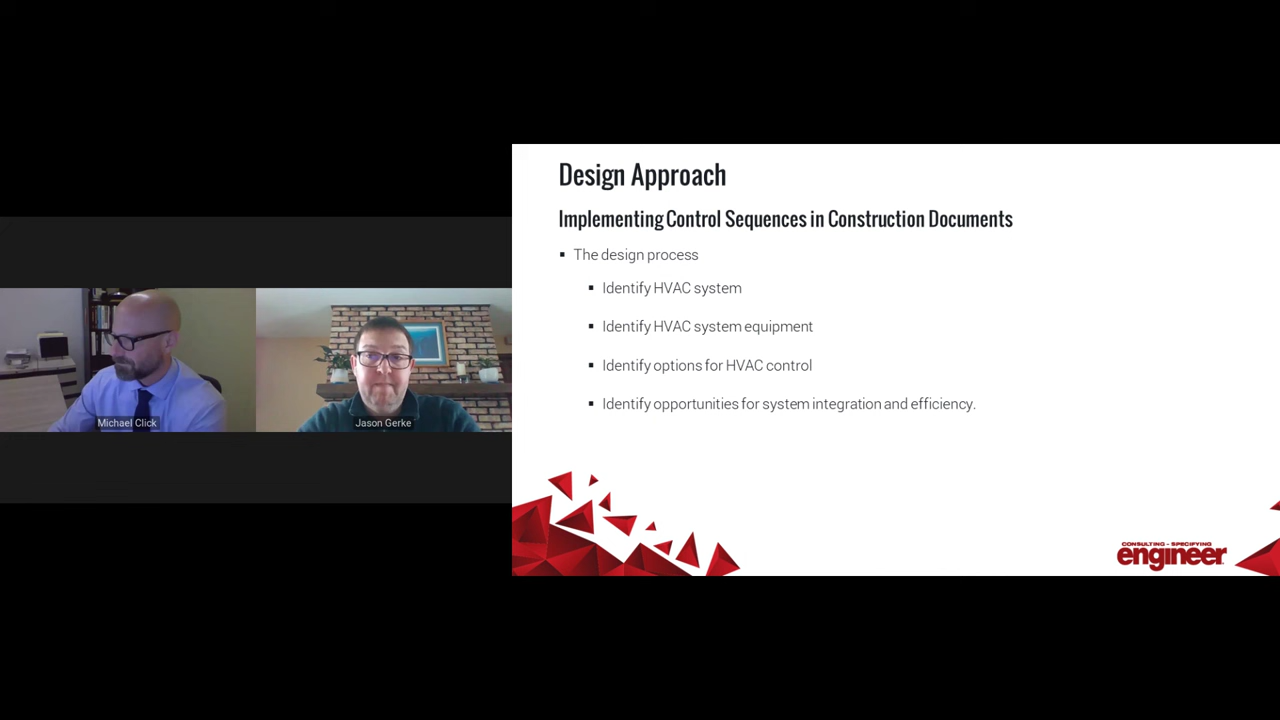 Design Approach
Implementing Control Sequences in Construction Documents
▪ The design process
▪ Identify HVAC system
▪ Identify HVAC system equipment
▪ Identify options for HVAC control
▪ Identify opportunities for system integration and efficiency.
Michael Click
Jason Gerke
CONSULTING - SPECIFYING
engineer